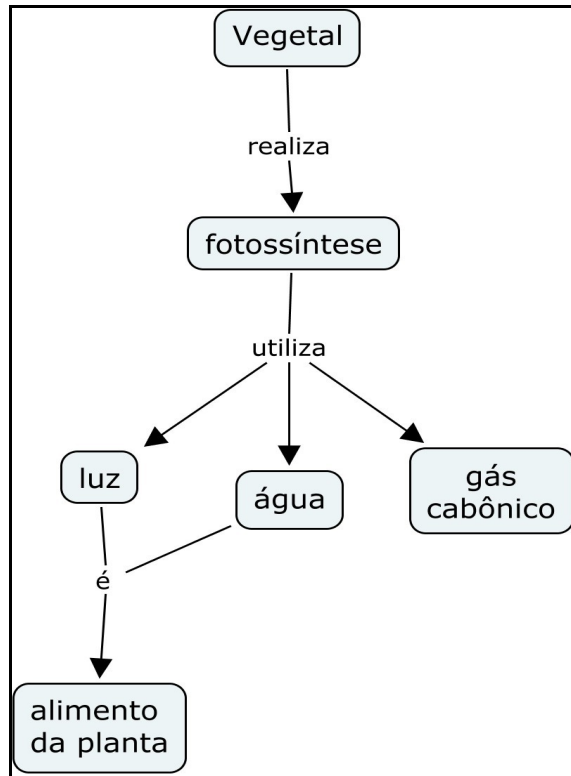 Vegetal
realiza
fotossíntese
utiliza
luz
água
gás
cabônico
é
alimento
da planta